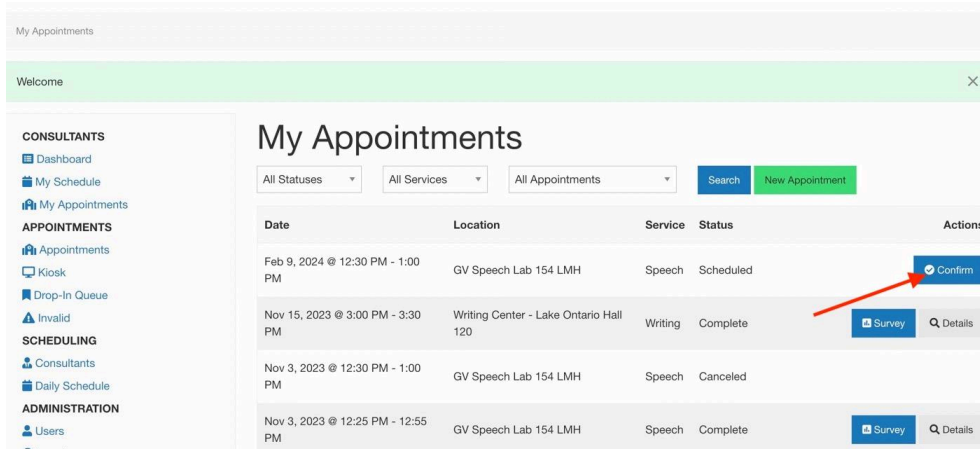 My Appointments
Welcome
CONSULTANTS
Dashboard
My Schedule
My Appointments
APPOINTMENTS
Appointments
Kiosk
Drop-In Queue
Invalid
SCHEDULING
Consultants
Daily Schedule
ADMINISTRATION
Users
My Appointments
All Statuses All Services All Appointments Search New Appointment
Date Location Service Status Actions
Feb 9, 2024 @ 12:30 PM - 1:00
PM
GV Speech Lab 154 LMH Speech Scheduled Confirm
Nov 15, 2023 @ 3:00 PM - 3:30
PM
Writing Center - Lake Ontario Hall
120
Writing Complete Survey Details
Nov 3, 2023 @ 12:30 PM - 1:00
PM
GV Speech Lab 154 LMH Speech Canceled
Nov 3, 2023 @ 12:25 PM - 12:55
PM
GV Speech Lab 154 LMH Speech Complete Survey Details